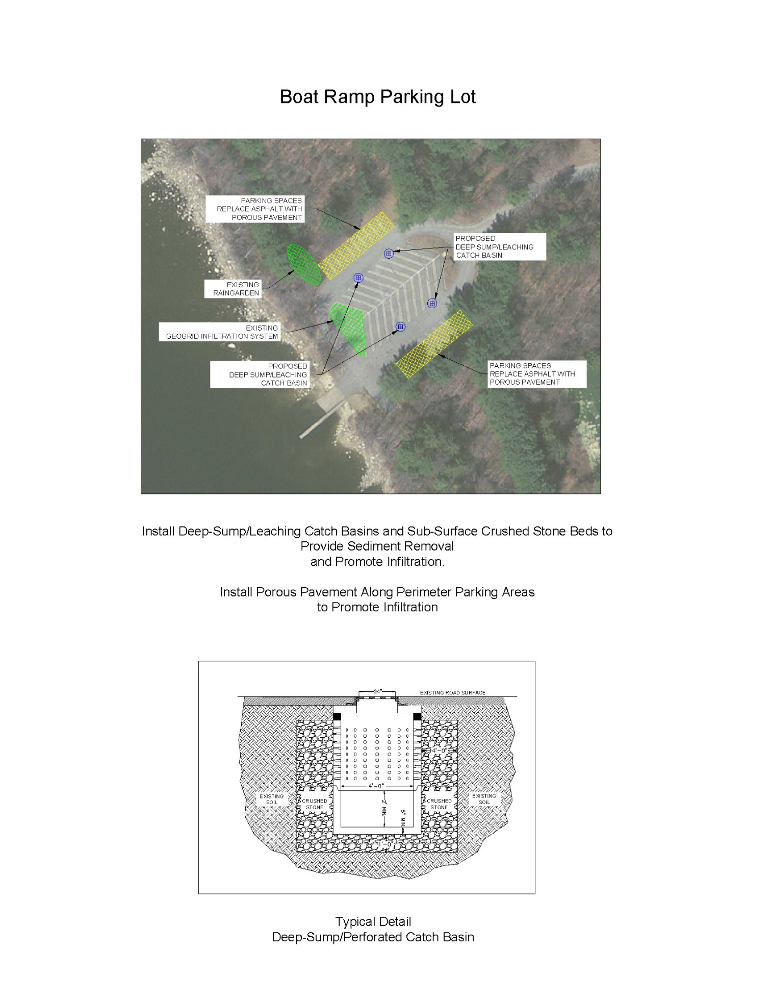 Boat Ramp Parking Lot
PARKING SPACES
REPLACE ASPHALT WITH
POROUS PAVEMENT
PROPOSED
DEEP SUMP/LEACHING
CATCH BASIN
EXISTING
RAINGARDEN
EXISTING
GEOGRID INFILTRATION SYSTEM
PROPOSED
DEEP SUMP/LEACHING
CATCH BASIN
PARKING SPACES
REPLACE ASPHALT WITH
POROUS PAVEMENT
Install Deep-Sump/Leaching Catch Basins and Sub-Surface Crushed Stone Beds to
Provide Sediment Removal
and Promote Infiltration.
Install Porous Pavement Along Perimeter Parking Areas
to Promote Infiltration
24"
EXISTING ROAD SURFACE
4'-0"
4'-0"
EXISTING
SOIL
CRUSHED
STONE
2' MIN.
5" MIN.
CRUSHED
STONE
EXISTING
SOIL
1'-0"
Typical Detail
Deep-Sump/Perforated Catch Basin